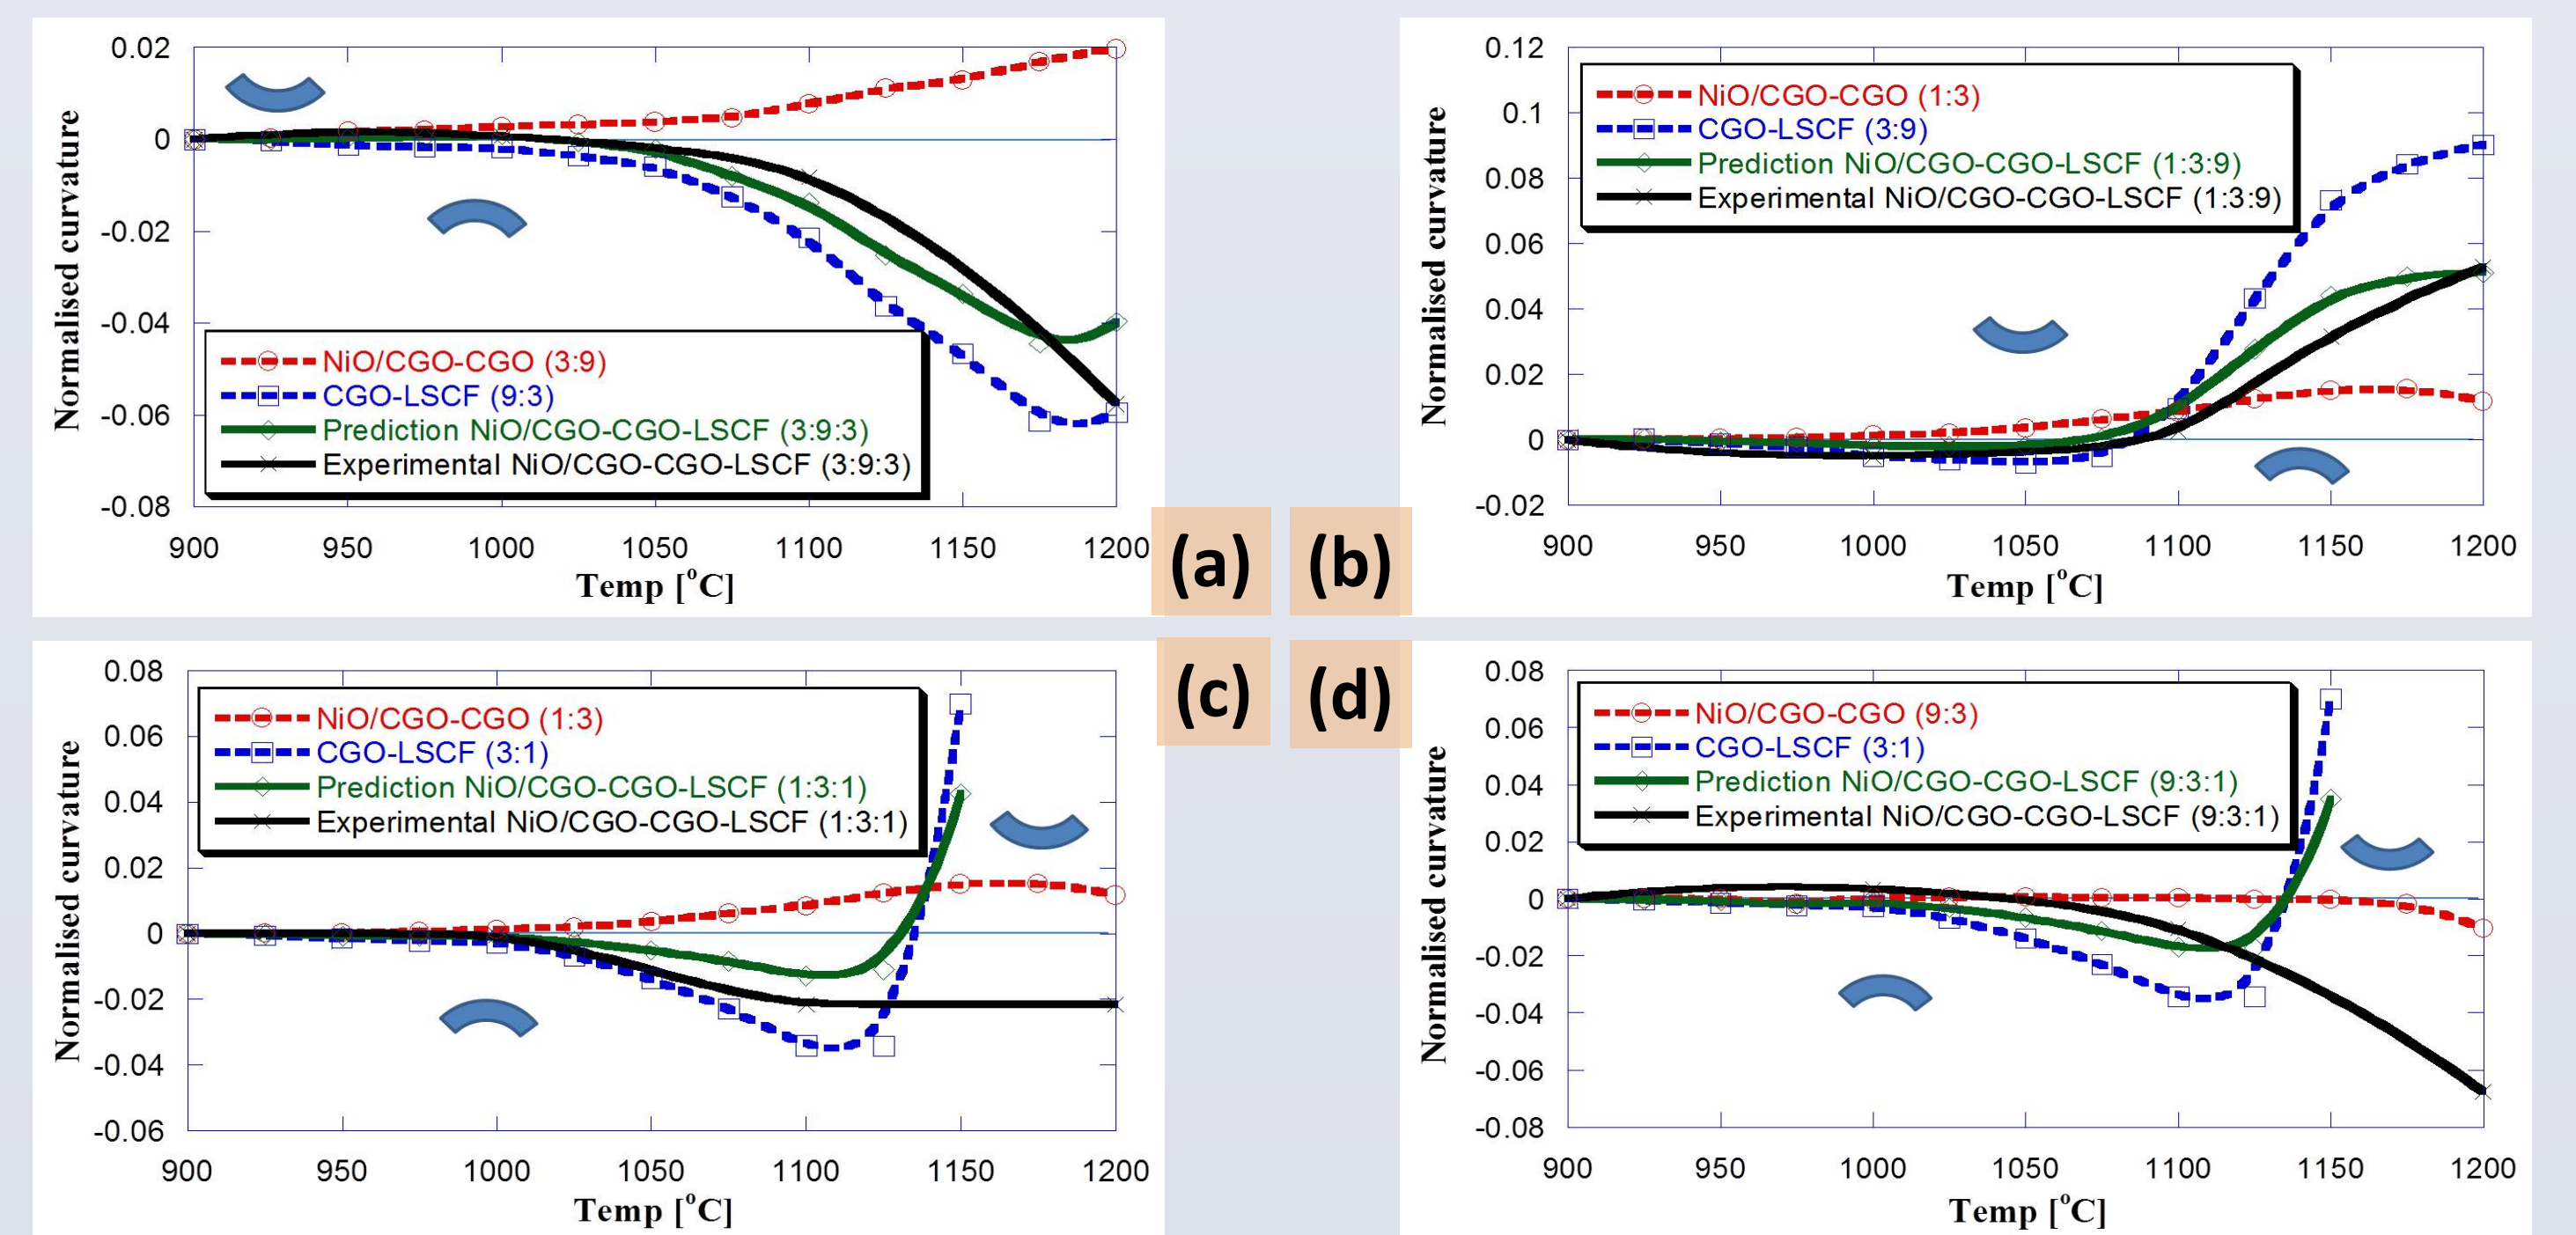 0.02
0
-0.02
-0.04
-0.06
-0.08
Normalised curvature
NiO/CGO-CGO (3:9)
CGO-LSCF (9:3)
Prediction NiO/CGO-CGO-LSCF (3:9:3)
Experimental NiO/CGO-CGO-LSCF (3:9:3)
900 950 1000 1050 1100 1150 1200
Temp [°C]
(a)
0.12
0.1
0.08
0.06
0.04
0.02
0
-0.02
Normalised curvature
NiO/CGO-CGO (1:3)
CGO-LSCF (3:9)
Prediction NiO/CGO-CGO-LSCF (1:3:9)
Experimental NiO/CGO-CGO-LSCF (1:3:9)
900 950 1000 1050 1100 1150 1200
Temp [°C]
(b)
0.08
0.06
0.04
0.02
0
-0.02
-0.04
-0.06
Normalised curvature
NiO/CGO-CGO (1:3)
CGO-LSCF (3:1)
Prediction NiO/CGO-CGO-LSCF (1:3:1)
Experimental NiO/CGO-CGO-LSCF (1:3:1)
900 950 1000 1050 1100 1150 1200
Temp [°C]
(c)
0.08
0.06
0.04
0.02
0
-0.02
-0.04
-0.06
-0.08
Normalised curvature
NiO/CGO-CGO (9:3)
CGO-LSCF (3:1)
Prediction NiO/CGO-CGO-LSCF (9:3:1)
Experimental NiO/CGO-CGO-LSCF (9:3:1)
900 950 1000 1050 1100 1150 1200
Temp [°C]
(d)